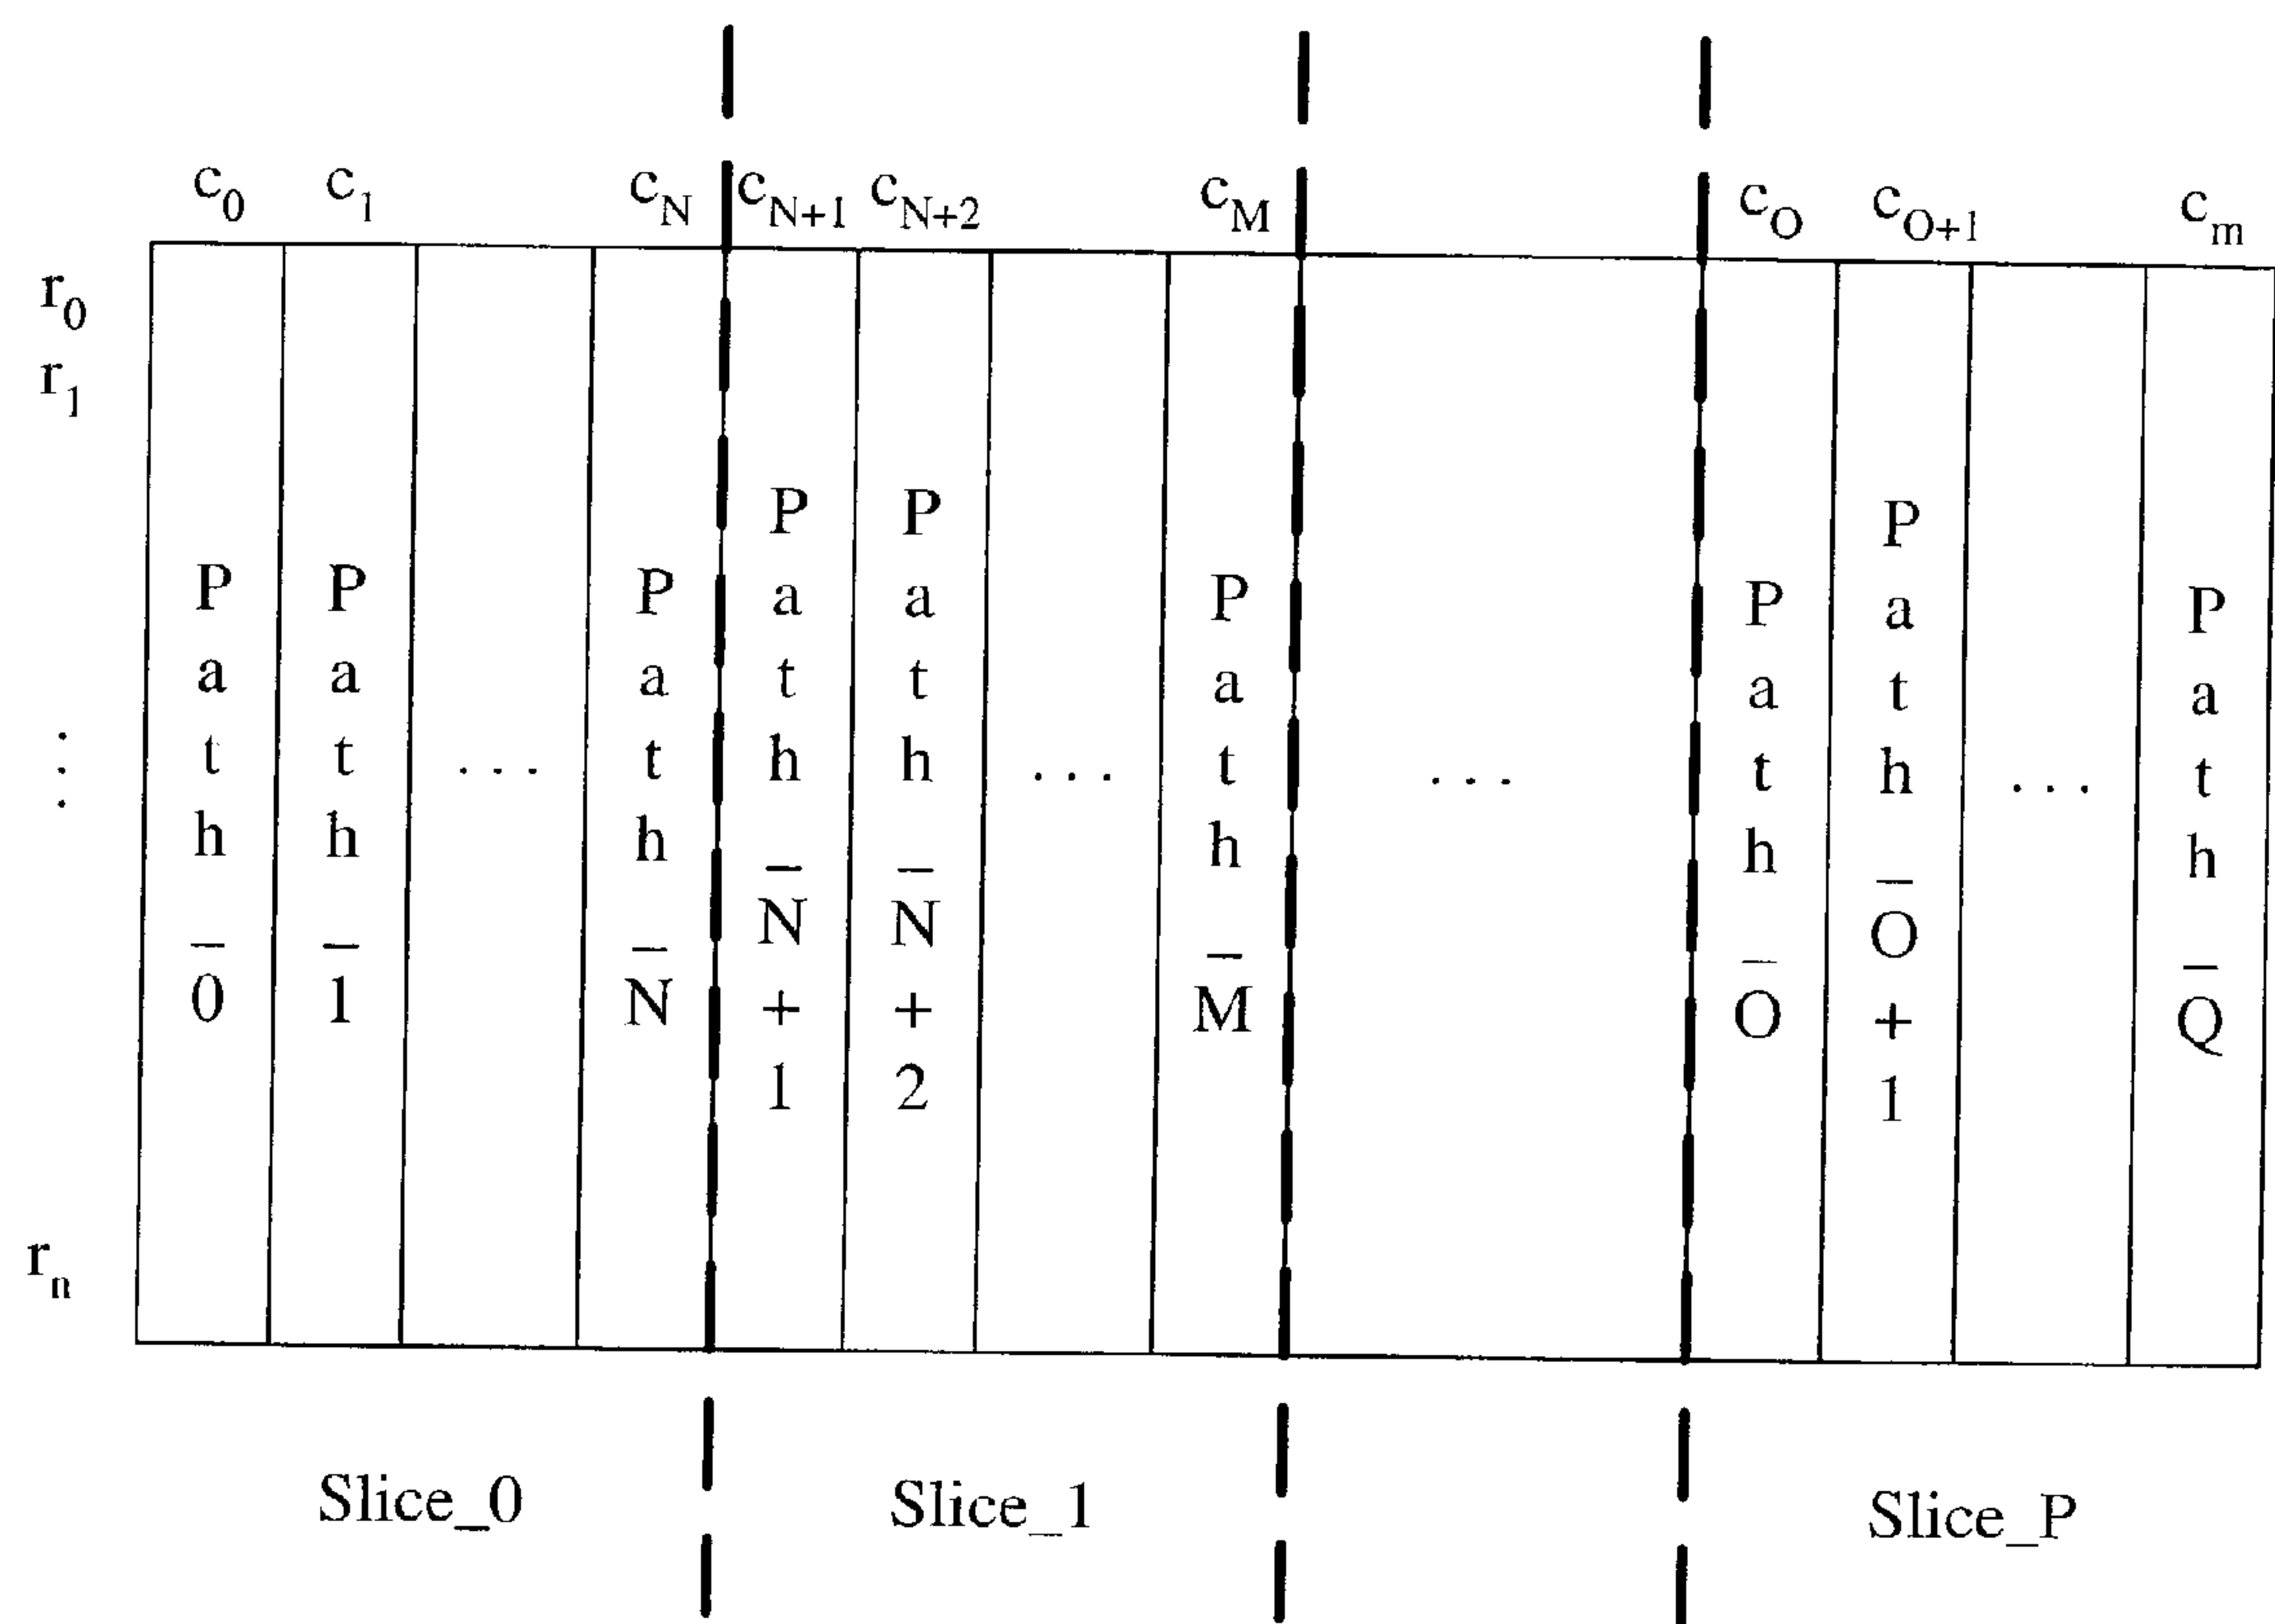 c0 c1 cN cN+1 cN+2 cM cO cO+1 cm
r0
r1
⋮
rn
Path_0
Path_1
...
Path_N
Path_N+1
Path_N+2
...
Path_M
...
Path_O
Path_O+1
...
Path_Q
Slice_0 Slice_1 Slice_P